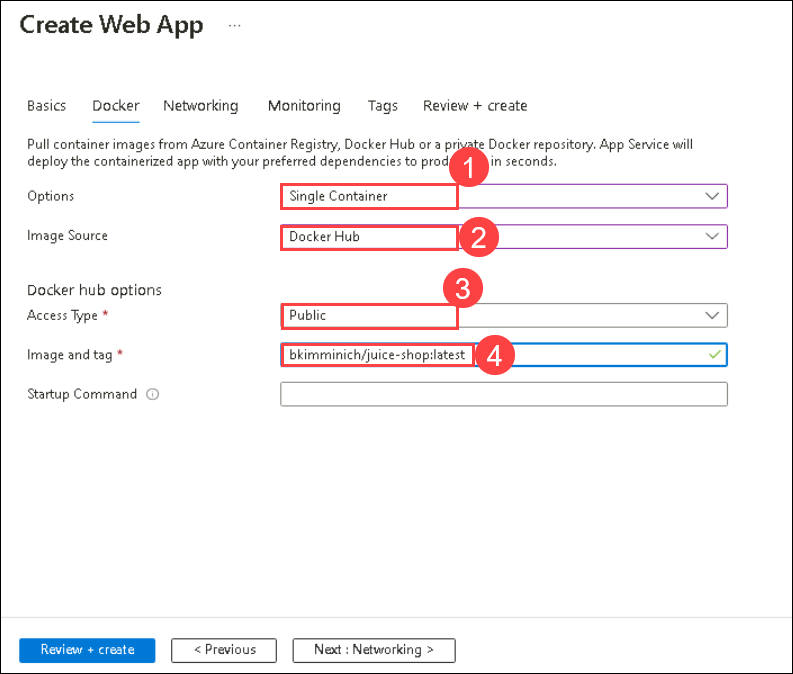 Create Web App ...
Basics Docker Networking Monitoring Tags Review + create
Pull container images from Azure Container Registry, Docker Hub or a private Docker repository. App Service will
deploy the containerized app with your preferred dependencies to in seconds.
1
Options Single Container
Image Source Docker Hub 2
Docker hub options
3
Access Type * Public
Image and tag * bkimminich/juice-shop:latest 4
Startup Command
Review + create < Previous Next : Networking >